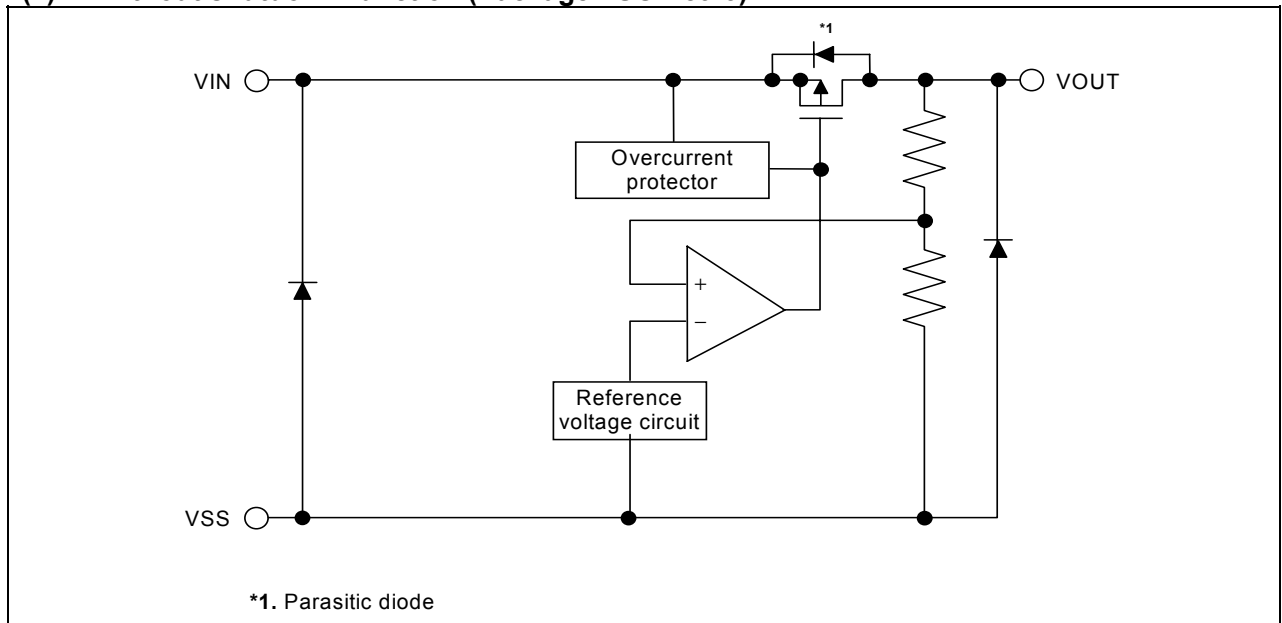 *1
VIN
VOUT
Overcurrent
protector
+
−
Reference
voltage circuit
VSS
*1. Parasitic diode